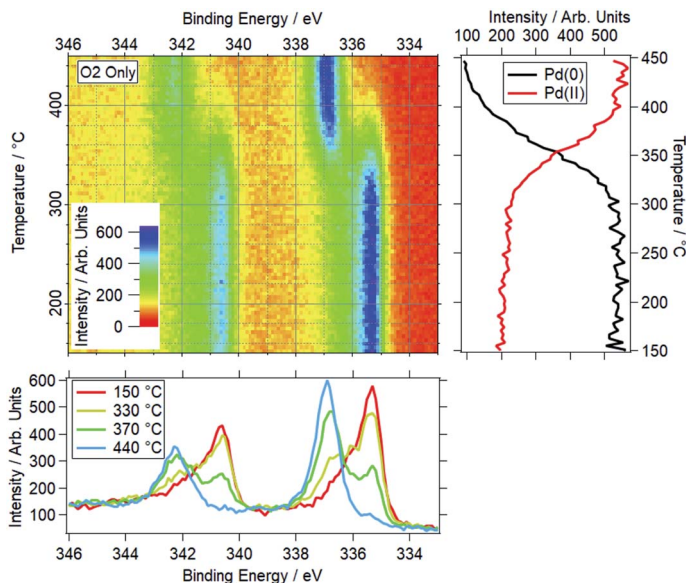 Binding Energy / eV
346 344 342 340 338 336 334
O2 Only
400
300
200
Temperature / °C
Intensity / Arb. Units
600
400
200
0
Intensity / Arb. Units
100 200 300 400 500
Pd(0)
Pd(II)
450
400
350
300
250
200
150
Temperature / °C
600
500
400
300
200
100
Intensity / Arb. Units
150 °C
330 °C
370 °C
440 °C
346 344 342 340 338 336 334
Binding Energy / eV